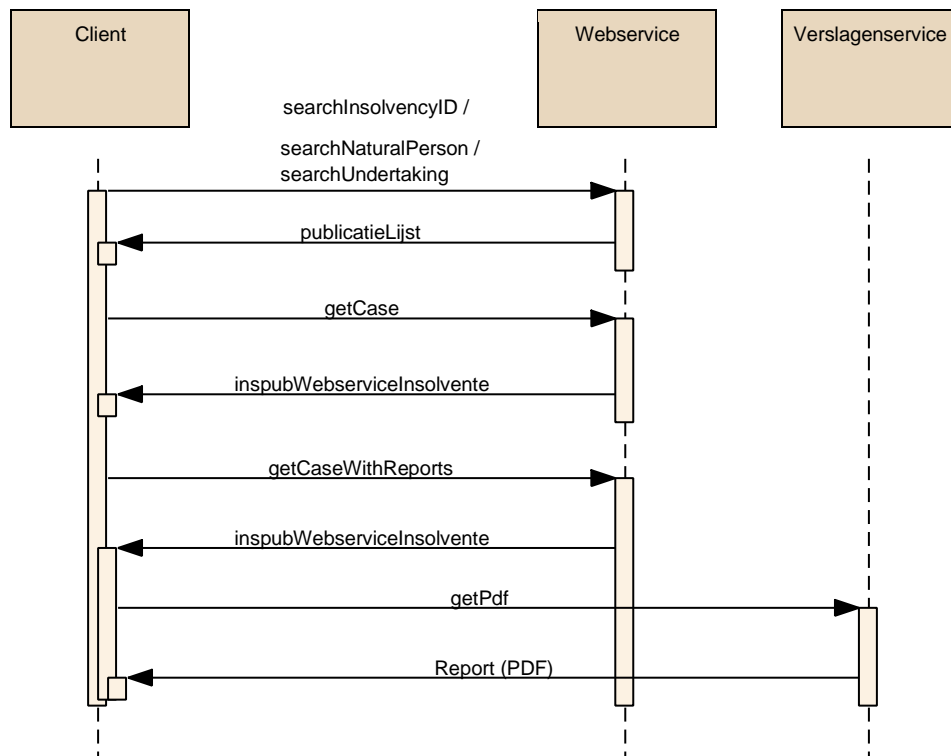 Client
Webservice
Verslagenservice
searchInsolvencyID /
searchNaturalPerson /
searchUndertaking
publicatieLijst
getCase
inspubWebserviceInsolvente
getCaseWithReports
inspubWebserviceInsolvente
getPdf
Report (PDF)